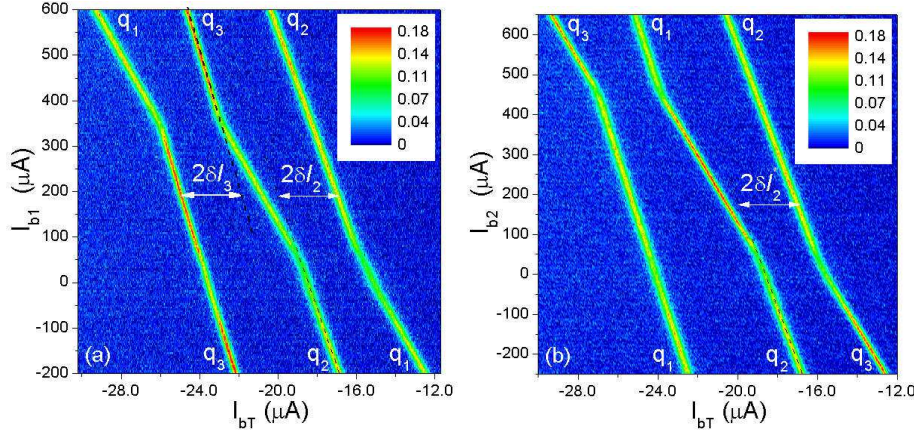 600
500
400
300
200
100
0
-100
-200
I_b1 (μA)
q₁
q₃
q₂
0.18
0.14
0.11
0.07
0.04
0
2δI₃
2δI₂
(a)
q₃
q₂
q₁
-28.0
-24.0
-20.0
-16.0
-12.0
I_bT (μA)
600
500
400
300
200
100
0
-100
-200
I_b2 (μA)
q₃
q₁
q₂
0.18
0.14
0.11
0.07
0.04
0
2δI₂
(b)
q₁
q₂
q₃
-28.0
-24.0
-20.0
-16.0
-12.0
I_bT (μA)